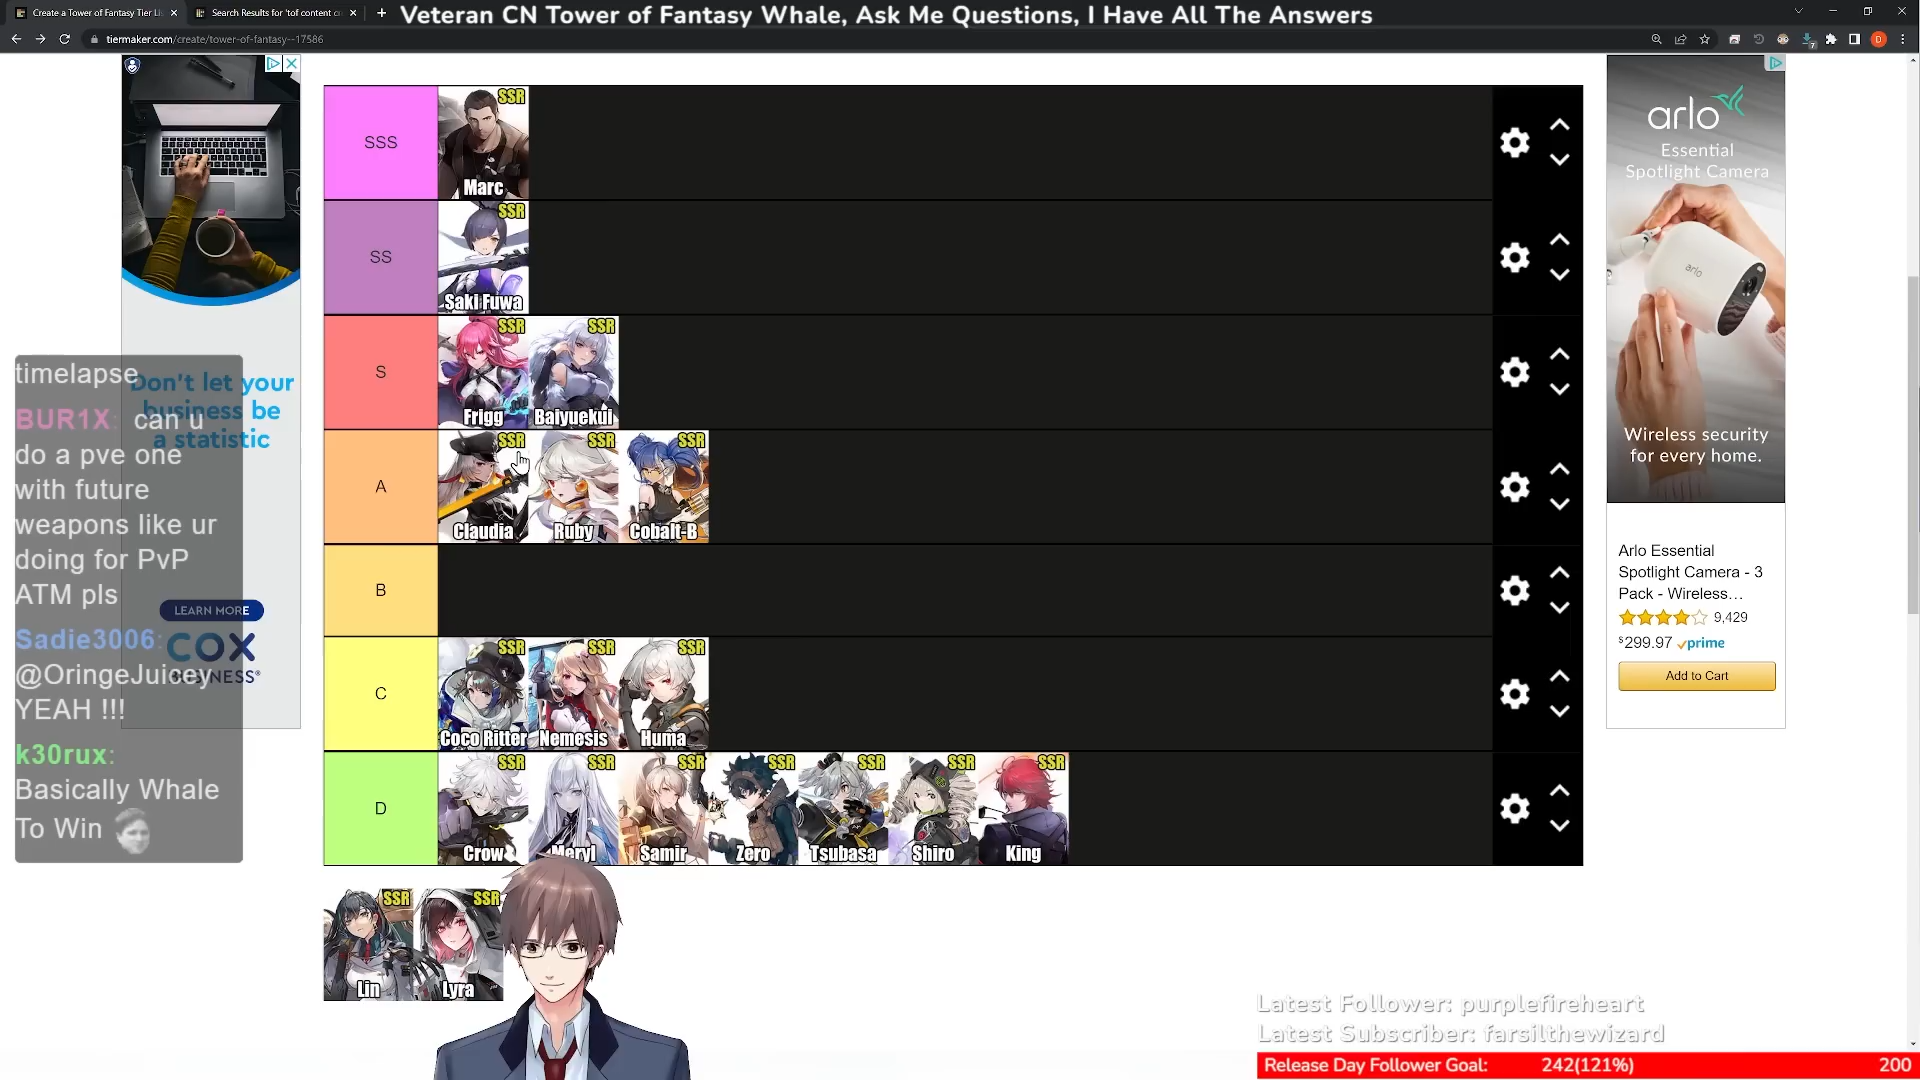 Create a Tower of Fantasy Tier Li
Search Results for 'tof content c
Veteran CN Tower of Fantasy Whale, Ask Me Questions, I Have All The Answers
tiermaker.com/create/tower-of-fantasy--17586
SSS
SSR
Marc
SS
SSR
Saki Fuwa
S
SSR
Frigg
SSR
Baiyuekui
A
SSR
Claudia
SSR
Ruby
SSR
Cobalt-B
B
C
SSR
Coco Ritter
SSR
Nemesis
SSR
Huma
D
SSR
Crow
SSR
Meryl
SSR
Samir
SSR
Zero
SSR
Tsubasa
SSR
Shiro
SSR
King
SSR
Lin
SSR
Lyra
timelapse
BUR1X: can u
do a pve one
with future
weapons like ur
doing for PvP
ATM pls
Sadie3006:
@OringeJuicey
YEAH !!!
k30rux:
Basically Whale
To Win
Don't let your
business be
a statistic
LEARN MORE
COX
BUSINESS
arlo
Essential
Spotlight Camera
arlo
Wireless security
for every home.
Arlo Essential
Spotlight Camera - 3
Pack - Wireless...
9,429
$299.97 prime
Add to Cart
Latest Follower: purplefireheart
Latest Subscriber: farsilthewizard
Release Day Follower Goal: 242(121%) 200